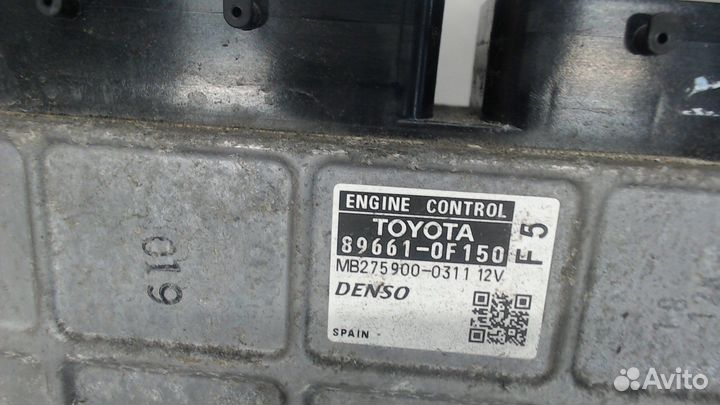 ENGINE CONTROL
TOYOTA
89661-0F150
F5
MB275900-0311 12V
DENSO
SPAIN
019
Avito